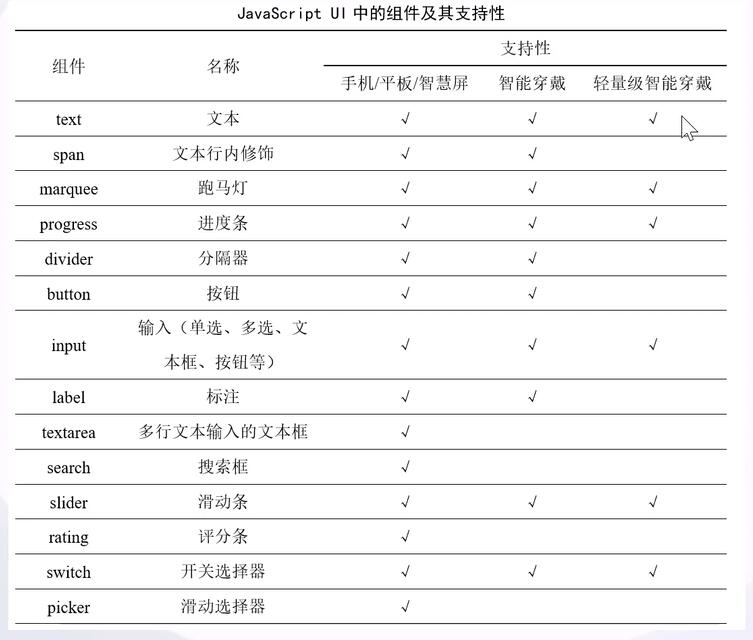 JavaScript UI 中的组件及其支持性
组件 名称 支持性
手机/平板/智慧屏 智能穿戴 轻量级智能穿戴
text 文本 √ √ √
span 文本行内修饰 √ √
marquee 跑马灯 √ √ √
progress 进度条 √ √ √
divider 分隔器 √ √
button 按钮 √ √
input 输入（单选、多选、文
本框、按钮等） √ √ √
label 标注 √ √
textarea 多行文本输入的文本框 √
search 搜索框 √
slider 滑动条 √ √ √
rating 评分条 √
switch 开关选择器 √ √ √
picker 滑动选择器 √